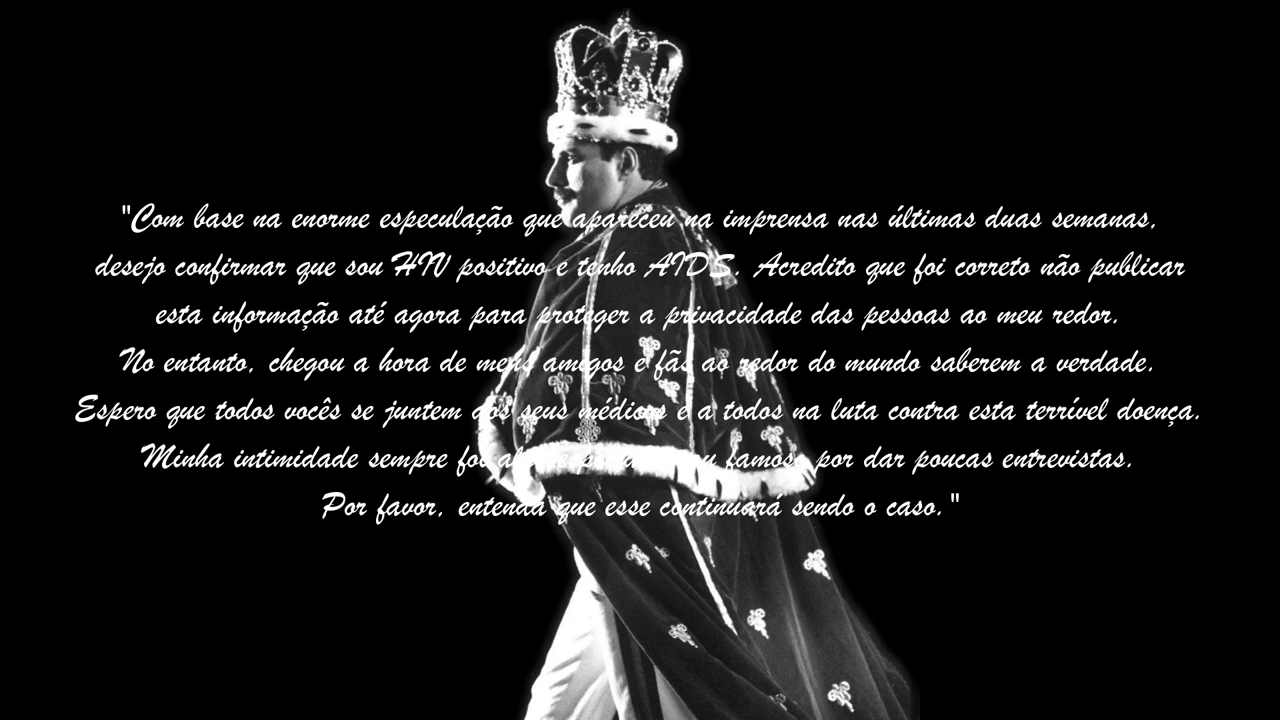 "Com base na enorme especulação que apareceu na imprensa nas últimas duas semanas,
desejo confirmar que sou HIV positivo e tenho AIDS. Acredito que foi correto não publicar
esta informação até agora para proteger a privacidade das pessoas ao meu redor.
No entanto, chegou a hora de meus amigos e fãs ao redor do mundo saberem a verdade.
Espero que todos vocês se juntem aos seus médicos e a todos na luta contra esta terrível doença.
Minha intimidade sempre foi famoso por dar poucas entrevistas.
Por favor, entenda que esse continuará sendo o caso."